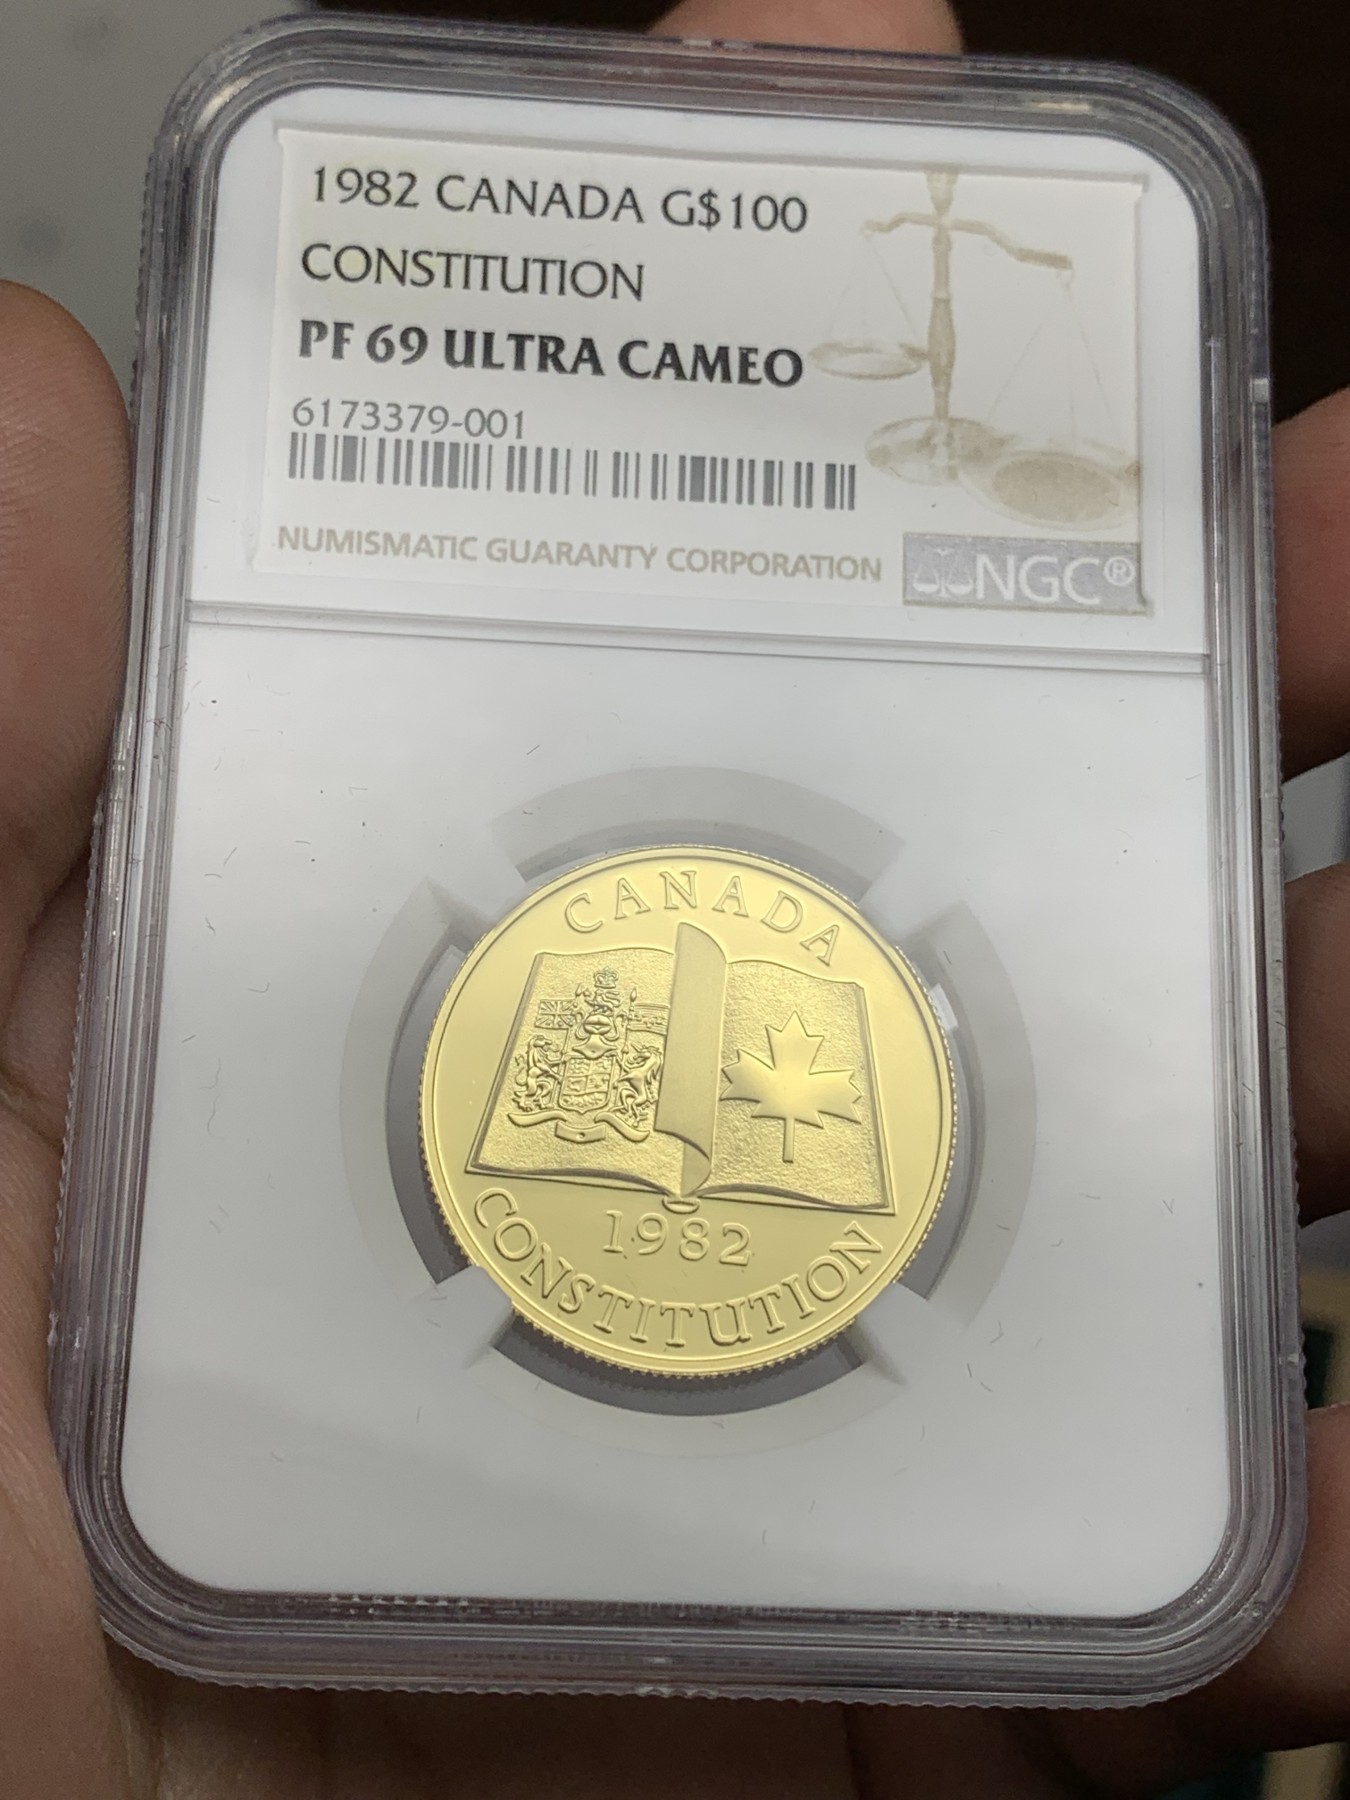 1982 CANADA G$100
CONSTITUTION
PF 69 ULTRA CAMEO
6173379-001
NUMISMATIC GUARANTY CORPORATION
NGC®
CANADA
1982
CONSTITUTION